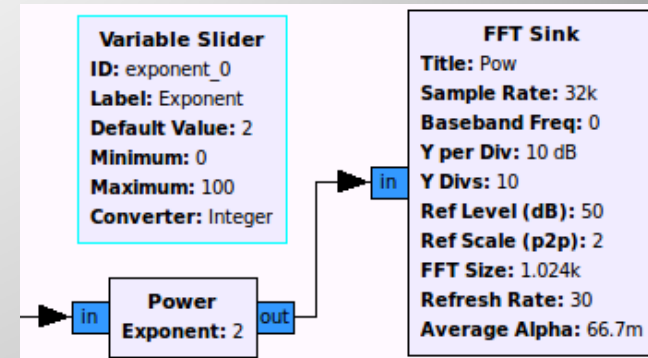 Variable Slider
ID: exponent_0
Label: Exponent
Default Value: 2
Minimum: 0
Maximum: 100
Converter: Integer
in
Power
Exponent: 2
out
in
FFT Sink
Title: Pow
Sample Rate: 32k
Baseband Freq: 0
Y per Div: 10 dB
Y Divs: 10
Ref Level (dB): 50
Ref Scale (p2p): 2
FFT Size: 1.024k
Refresh Rate: 30
Average Alpha: 66.7m